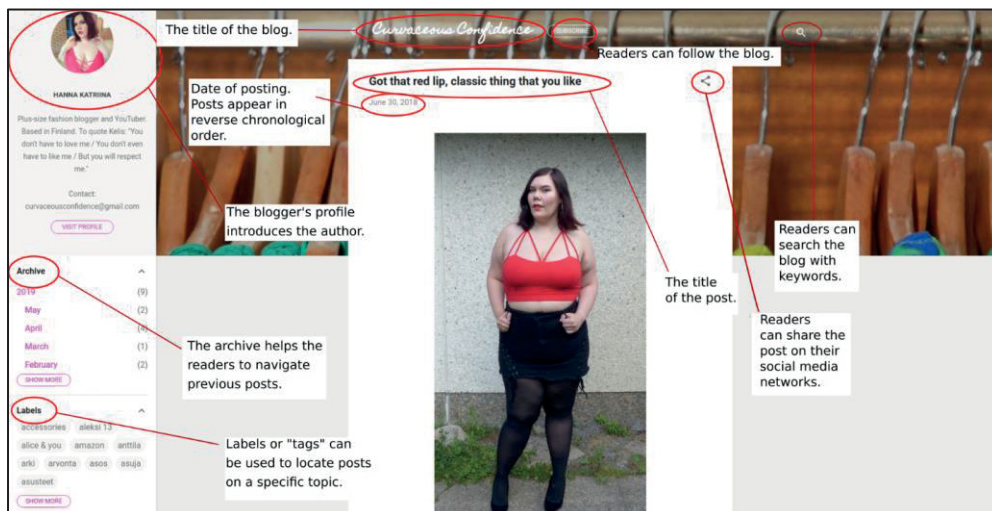 The title of the blog.
Curvaceous Confidence
SUBSCRIBE
Readers can follow the blog.
HANNA KATRIINA
Plus-size fashion blogger and YouTuber.
Based in Finland. To quote Kelis: "You
don't have to love me / You don't even
have to like me / But you will respect
me."
Contact:
curvaceousconfidence@gmail.com
VISIT PROFILE
Date of posting.
Posts appear in
reverse chronological
order.
Got that red lip, classic thing that you like
June 30, 2018
The blogger's profile
introduces the author.
Readers can
search the
blog with
keywords.
The title
of the post.
Readers
can share the
post on their
social media
networks.
Archive
2019 (9)
May (2)
April (4)
March (1)
February (2)
SHOW MORE
The archive helps the
readers to navigate
previous posts.
Labels
accessories aleksi 13
alice & you amazon anttila
arki arvonta asos asuja
asusteet
SHOW MORE
Labels or "tags" can
be used to locate posts
on a specific topic.